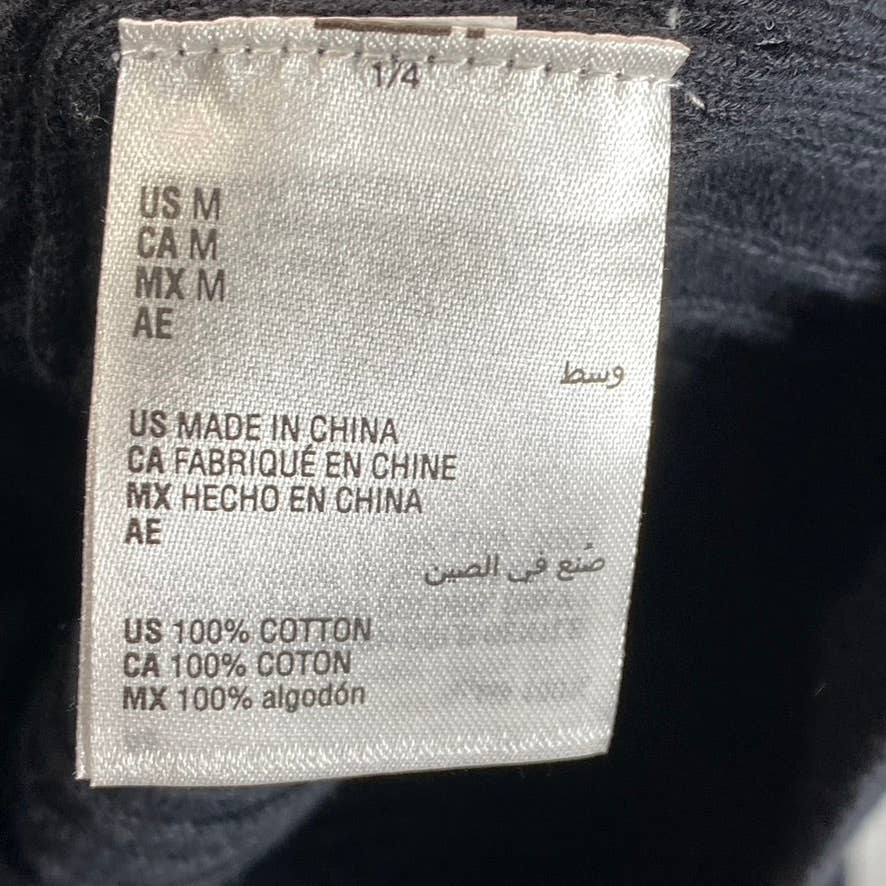 1/4
US M
CA M
MX M
AE
وسط
US MADE IN CHINA
CA FABRIQUÉ EN CHINE
MX HECHO EN CHINA
AE
صُنع في الصين
US 100% COTTON
CA 100% COTON
MX 100% algodón